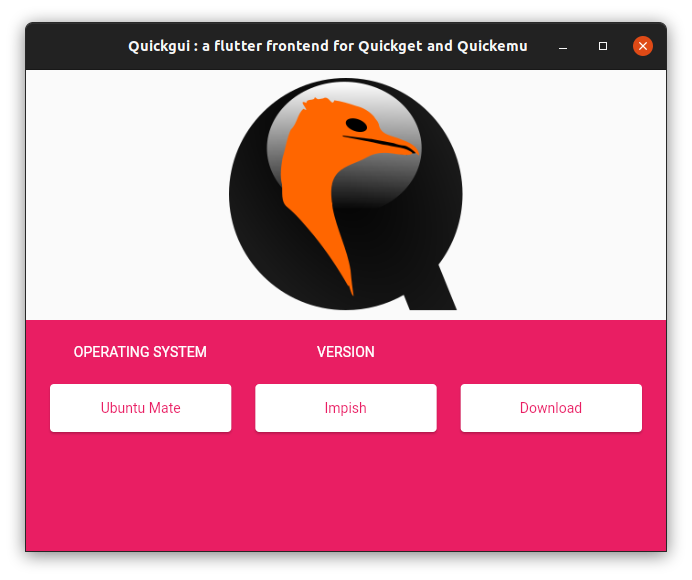 Quickgui : a flutter frontend for Quickget and Quickemu
OPERATING SYSTEM
VERSION
Ubuntu Mate
Impish
Download